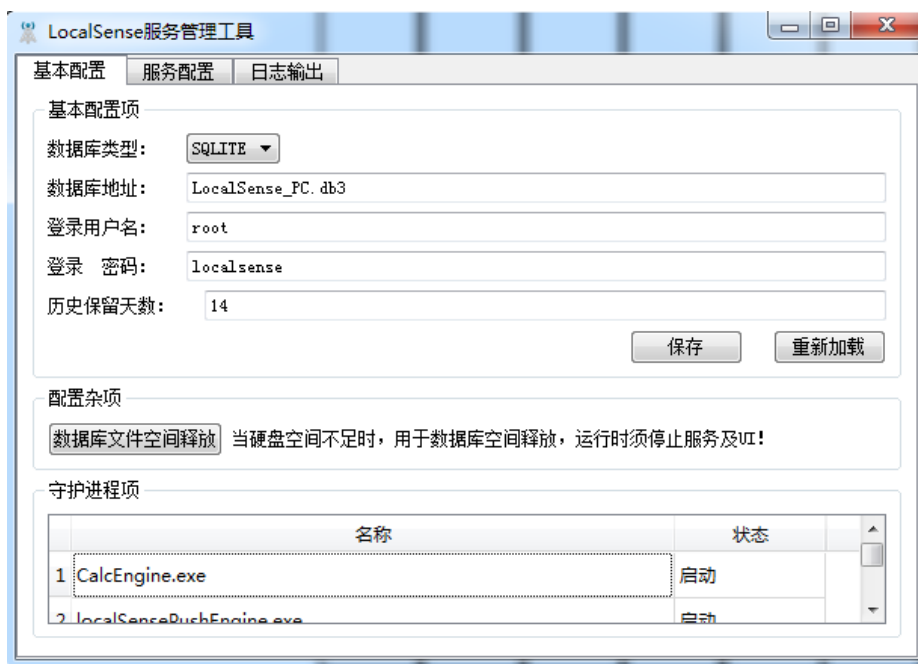 LocalSense服务管理工具
基本配置 服务配置 日志输出
基本配置项
数据库类型: SQLITE
数据库地址: LocalSense_PC.db3
登录用户名: root
登录 密码: localsense
历史保留天数: 14
保存 重新加载
配置杂项
数据库文件空间释放 当硬盘空间不足时，用于数据库空间释放，运行时须停止服务及UI!
守护进程项
名称 状态
1 CalcEngine.exe 启动
2 localSensePushEngine.exe 启动